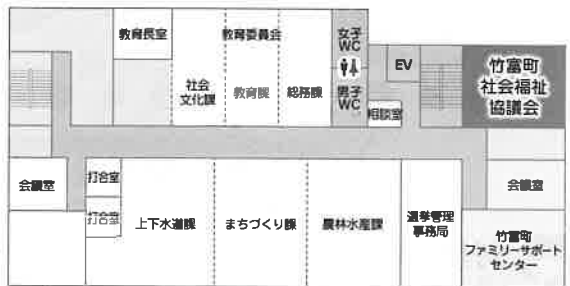 教育長室
教育委員会
社会
文化課
教育課
総務課
女子
WC
男子
WC
EV
相談室
竹富町
社会福祉
協議会
会議室
打合室
打合室
上下水道課
まちづくり課
農林水産課
選挙管理
事務局
会議室
竹富町
ファミリーサポート
センター